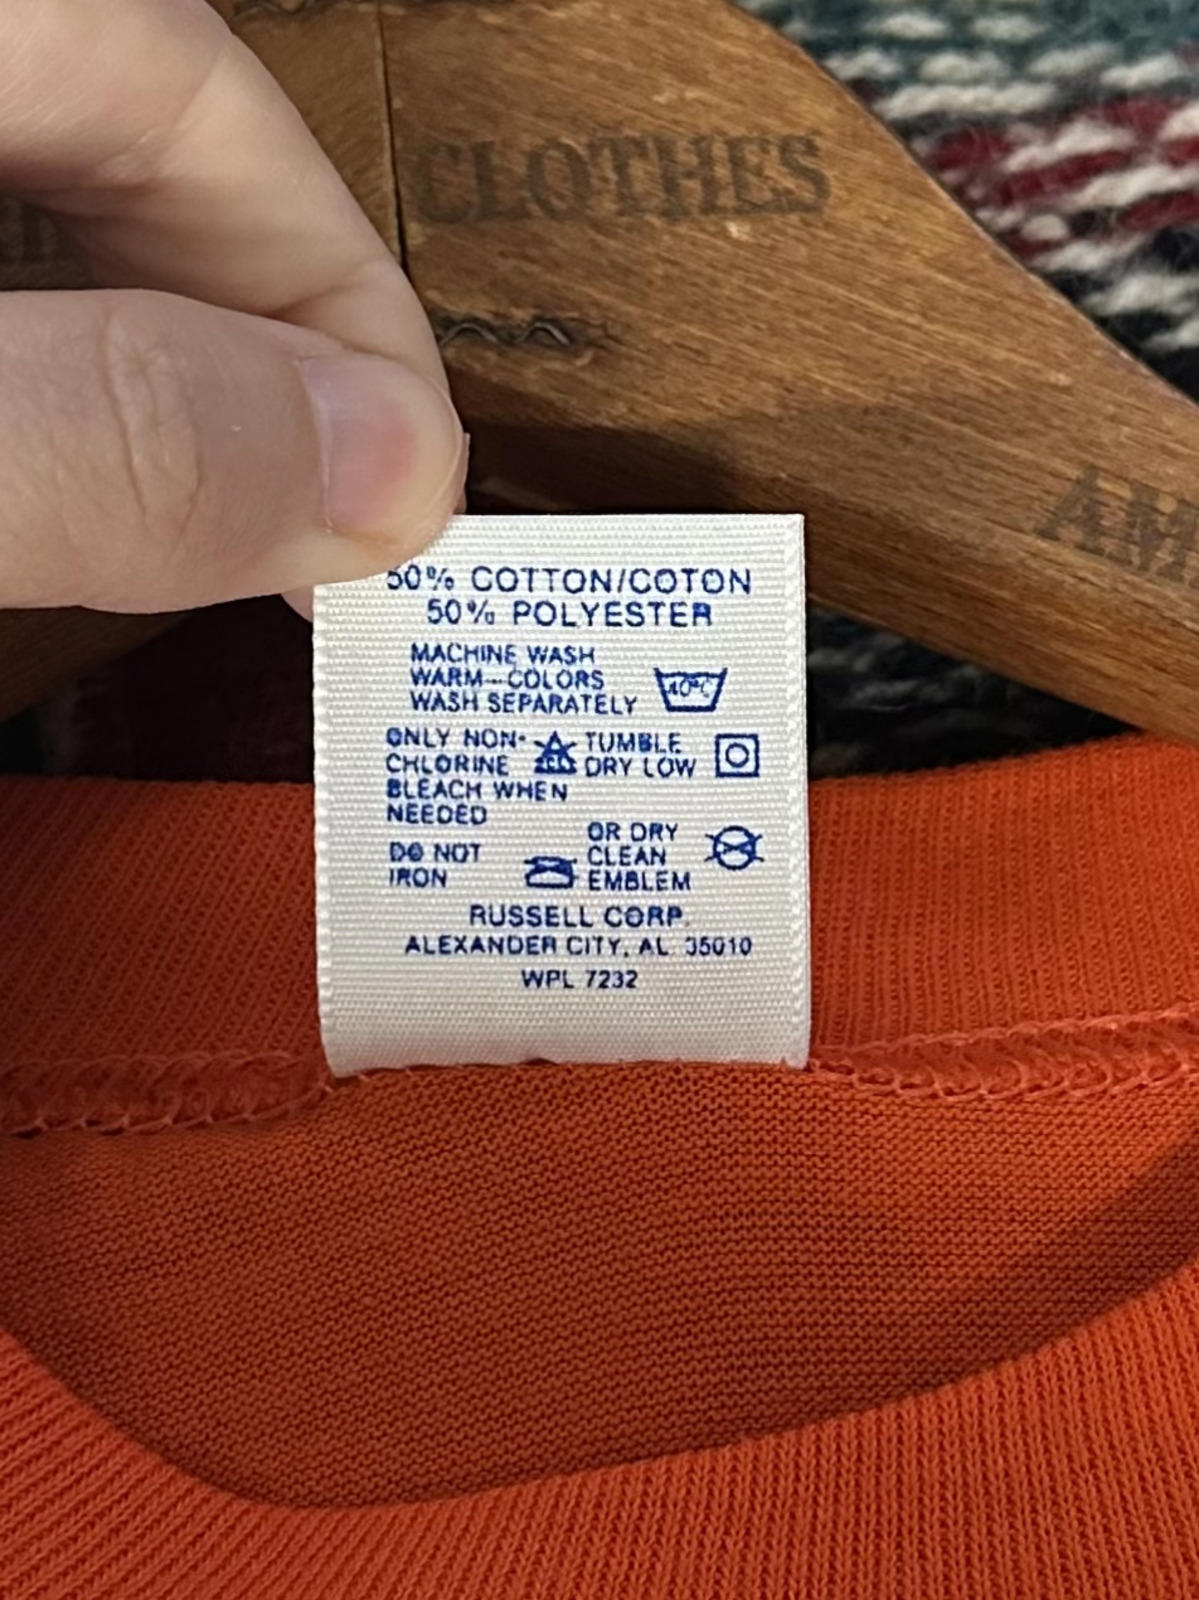 CLOTHES
AM
50% COTTON/COTON
50% POLYESTER
MACHINE WASH
WARM-COLORS
WASH SEPARATELY
40°C
ONLY NON-
CHLORINE
BLEACH WHEN
NEEDED
TUMBLE
DRY LOW
DO NOT
IRON
OR DRY
CLEAN
EMBLEM
RUSSELL CORP.
ALEXANDER CITY, AL 35010
WPL 7232